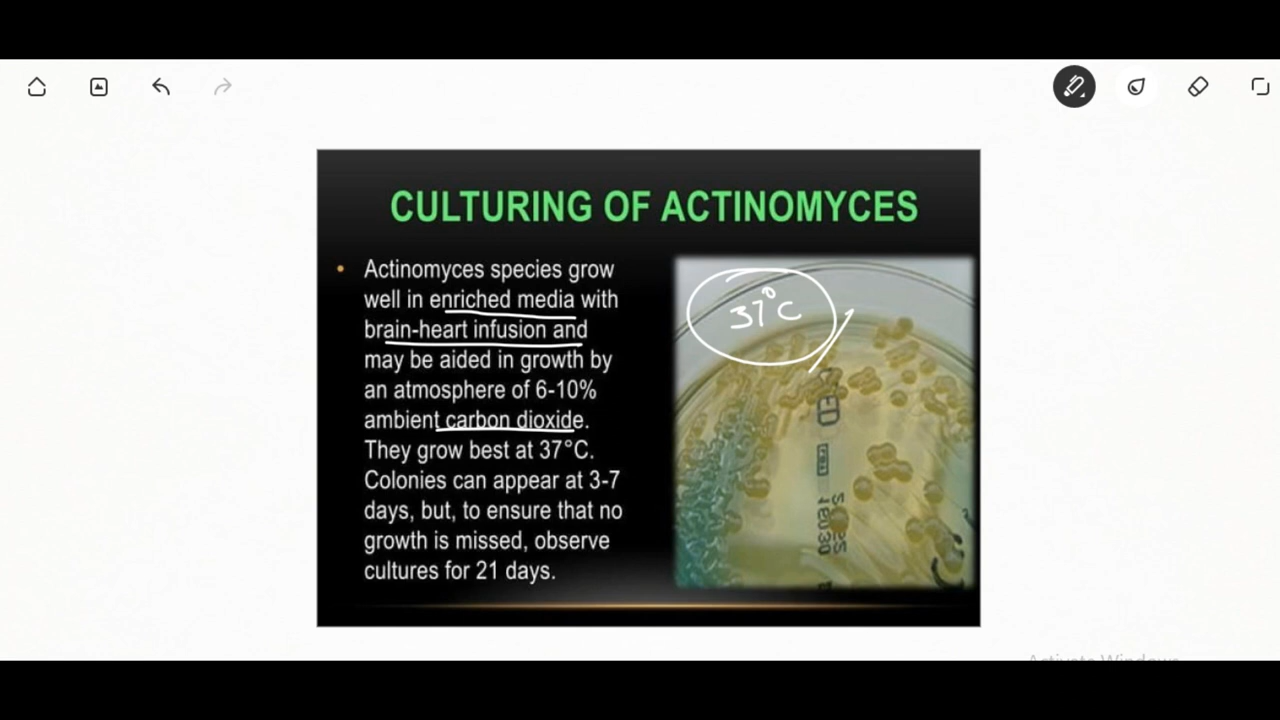 CULTURING OF ACTINOMYCES
• Actinomyces species grow
well in enriched media with
brain-heart infusion and
may be aided in growth by
an atmosphere of 6-10%
ambient carbon dioxide.
They grow best at 37°C.
Colonies can appear at 3-7
days, but, to ensure that no
growth is missed, observe
cultures for 21 days.
37°C
Activate Windows